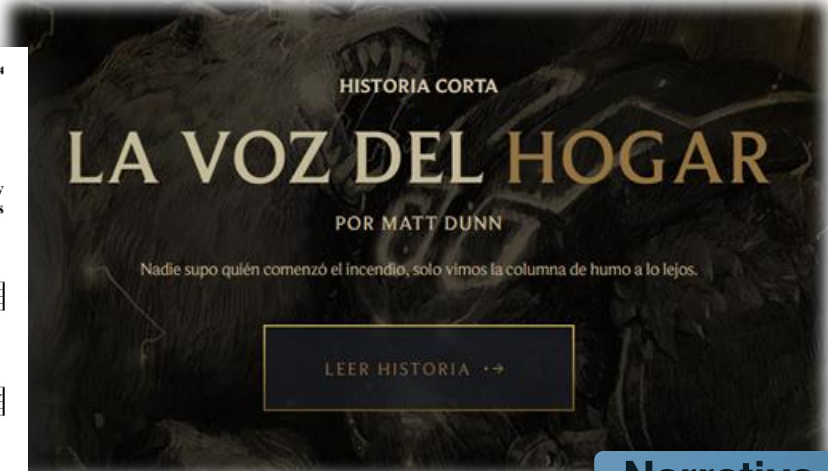 HISTORIA CORTA
LA VOZ DEL HOGAR
POR MATT DUNN
Nadie supo quién comenzó el incendio, solo vimos la columna de humo a lo lejos.
LEER HISTORIA